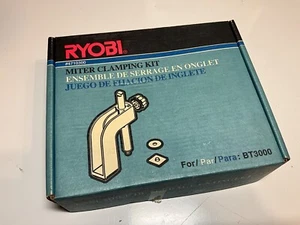 RYOBI
MITER CLAMPING KIT
ENSEMBLE DE SERRAGE EN ONGLET
JUEGO DE FIJACION DE INGLETE
For/Par/Para: BT3000